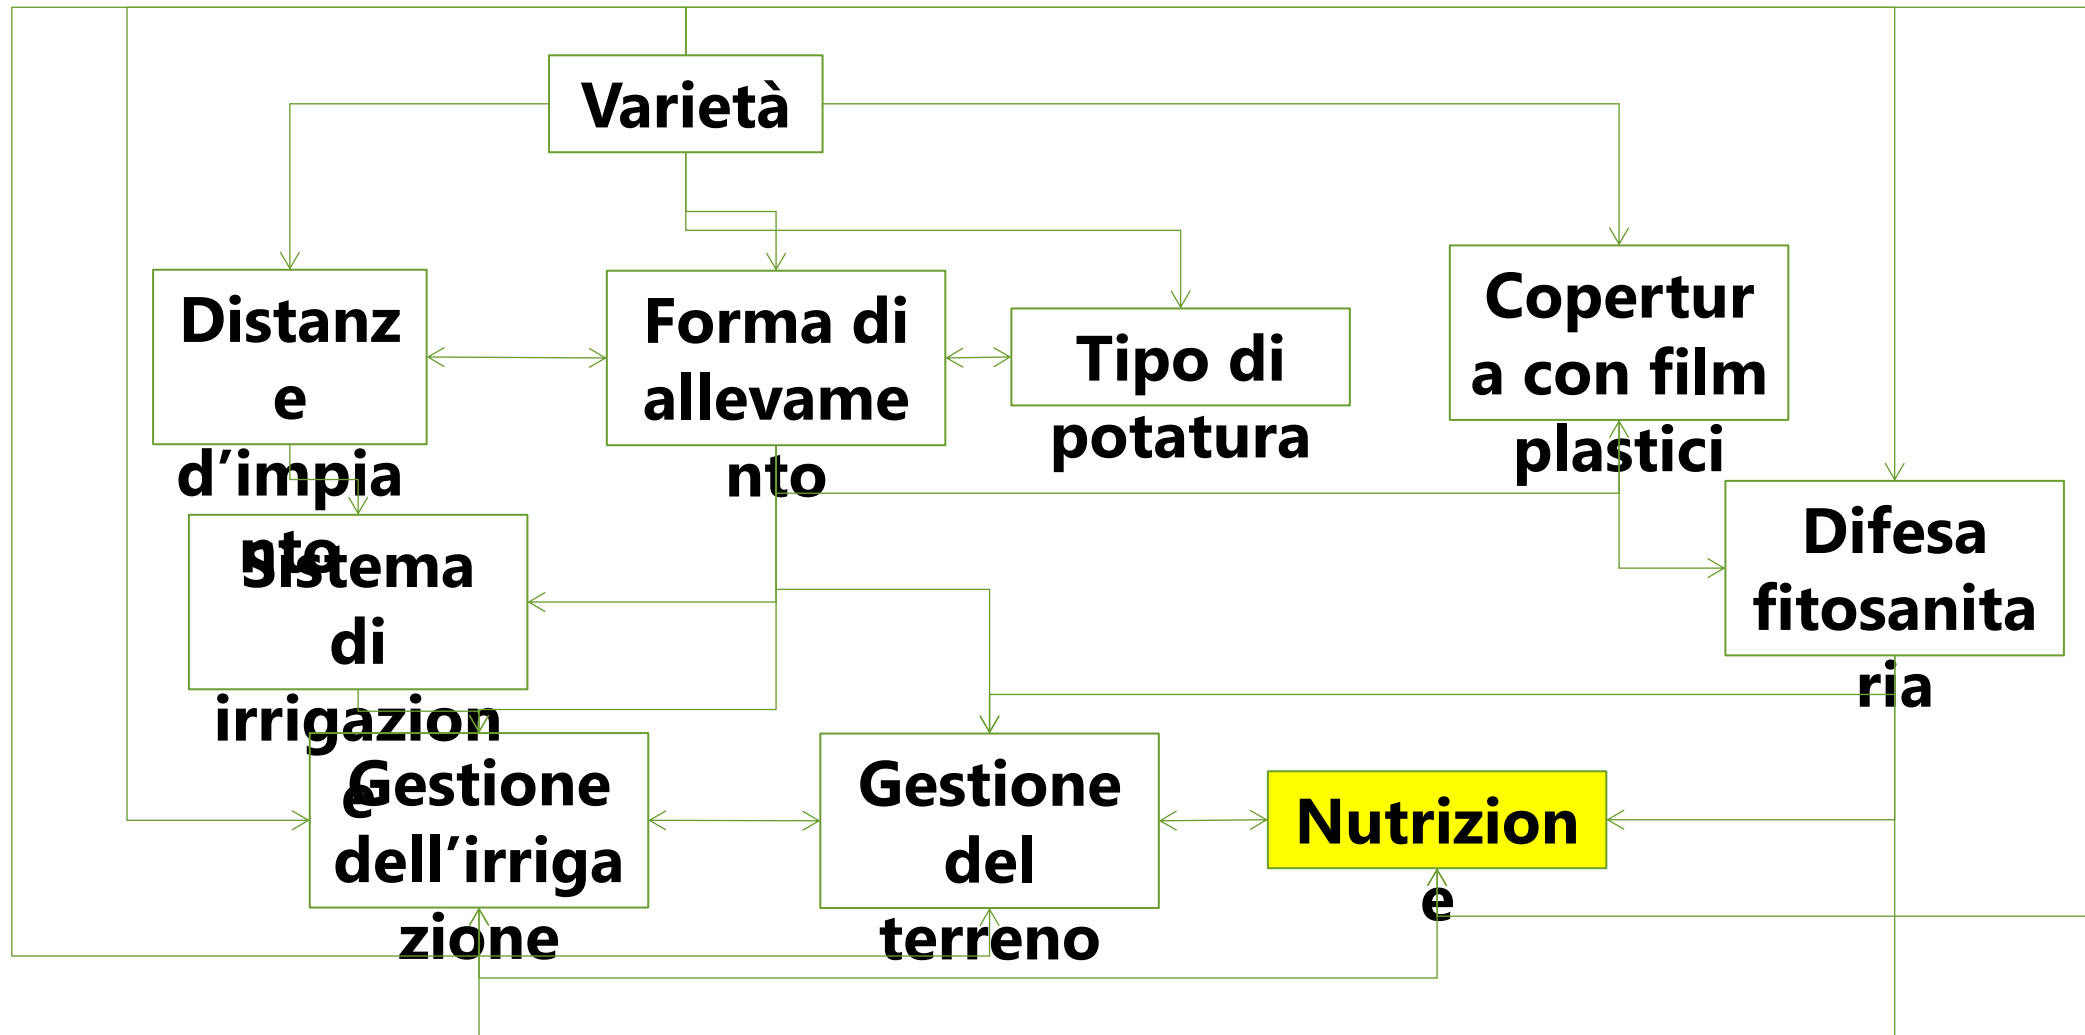 Varietà
Distanz
e
d’impia
nto
Forma di
allevame
nto
Tipo di
potatura
Copertur
a con film
plastici
Sistema
di
irrigazion
e
Difesa
fitosanita
ria
Gestione
dell’irriga
zione
Gestione
del
terreno
Nutrizion
e